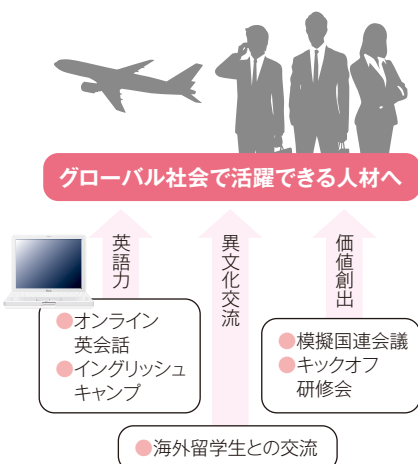 グローバル社会で活躍できる人材へ
英語力
異文化交流
価値創出
●オンライン
英会話
●イングリッシュ
キャンプ
●模擬国連会議
●キックオフ
研修会
●海外留学生との交流